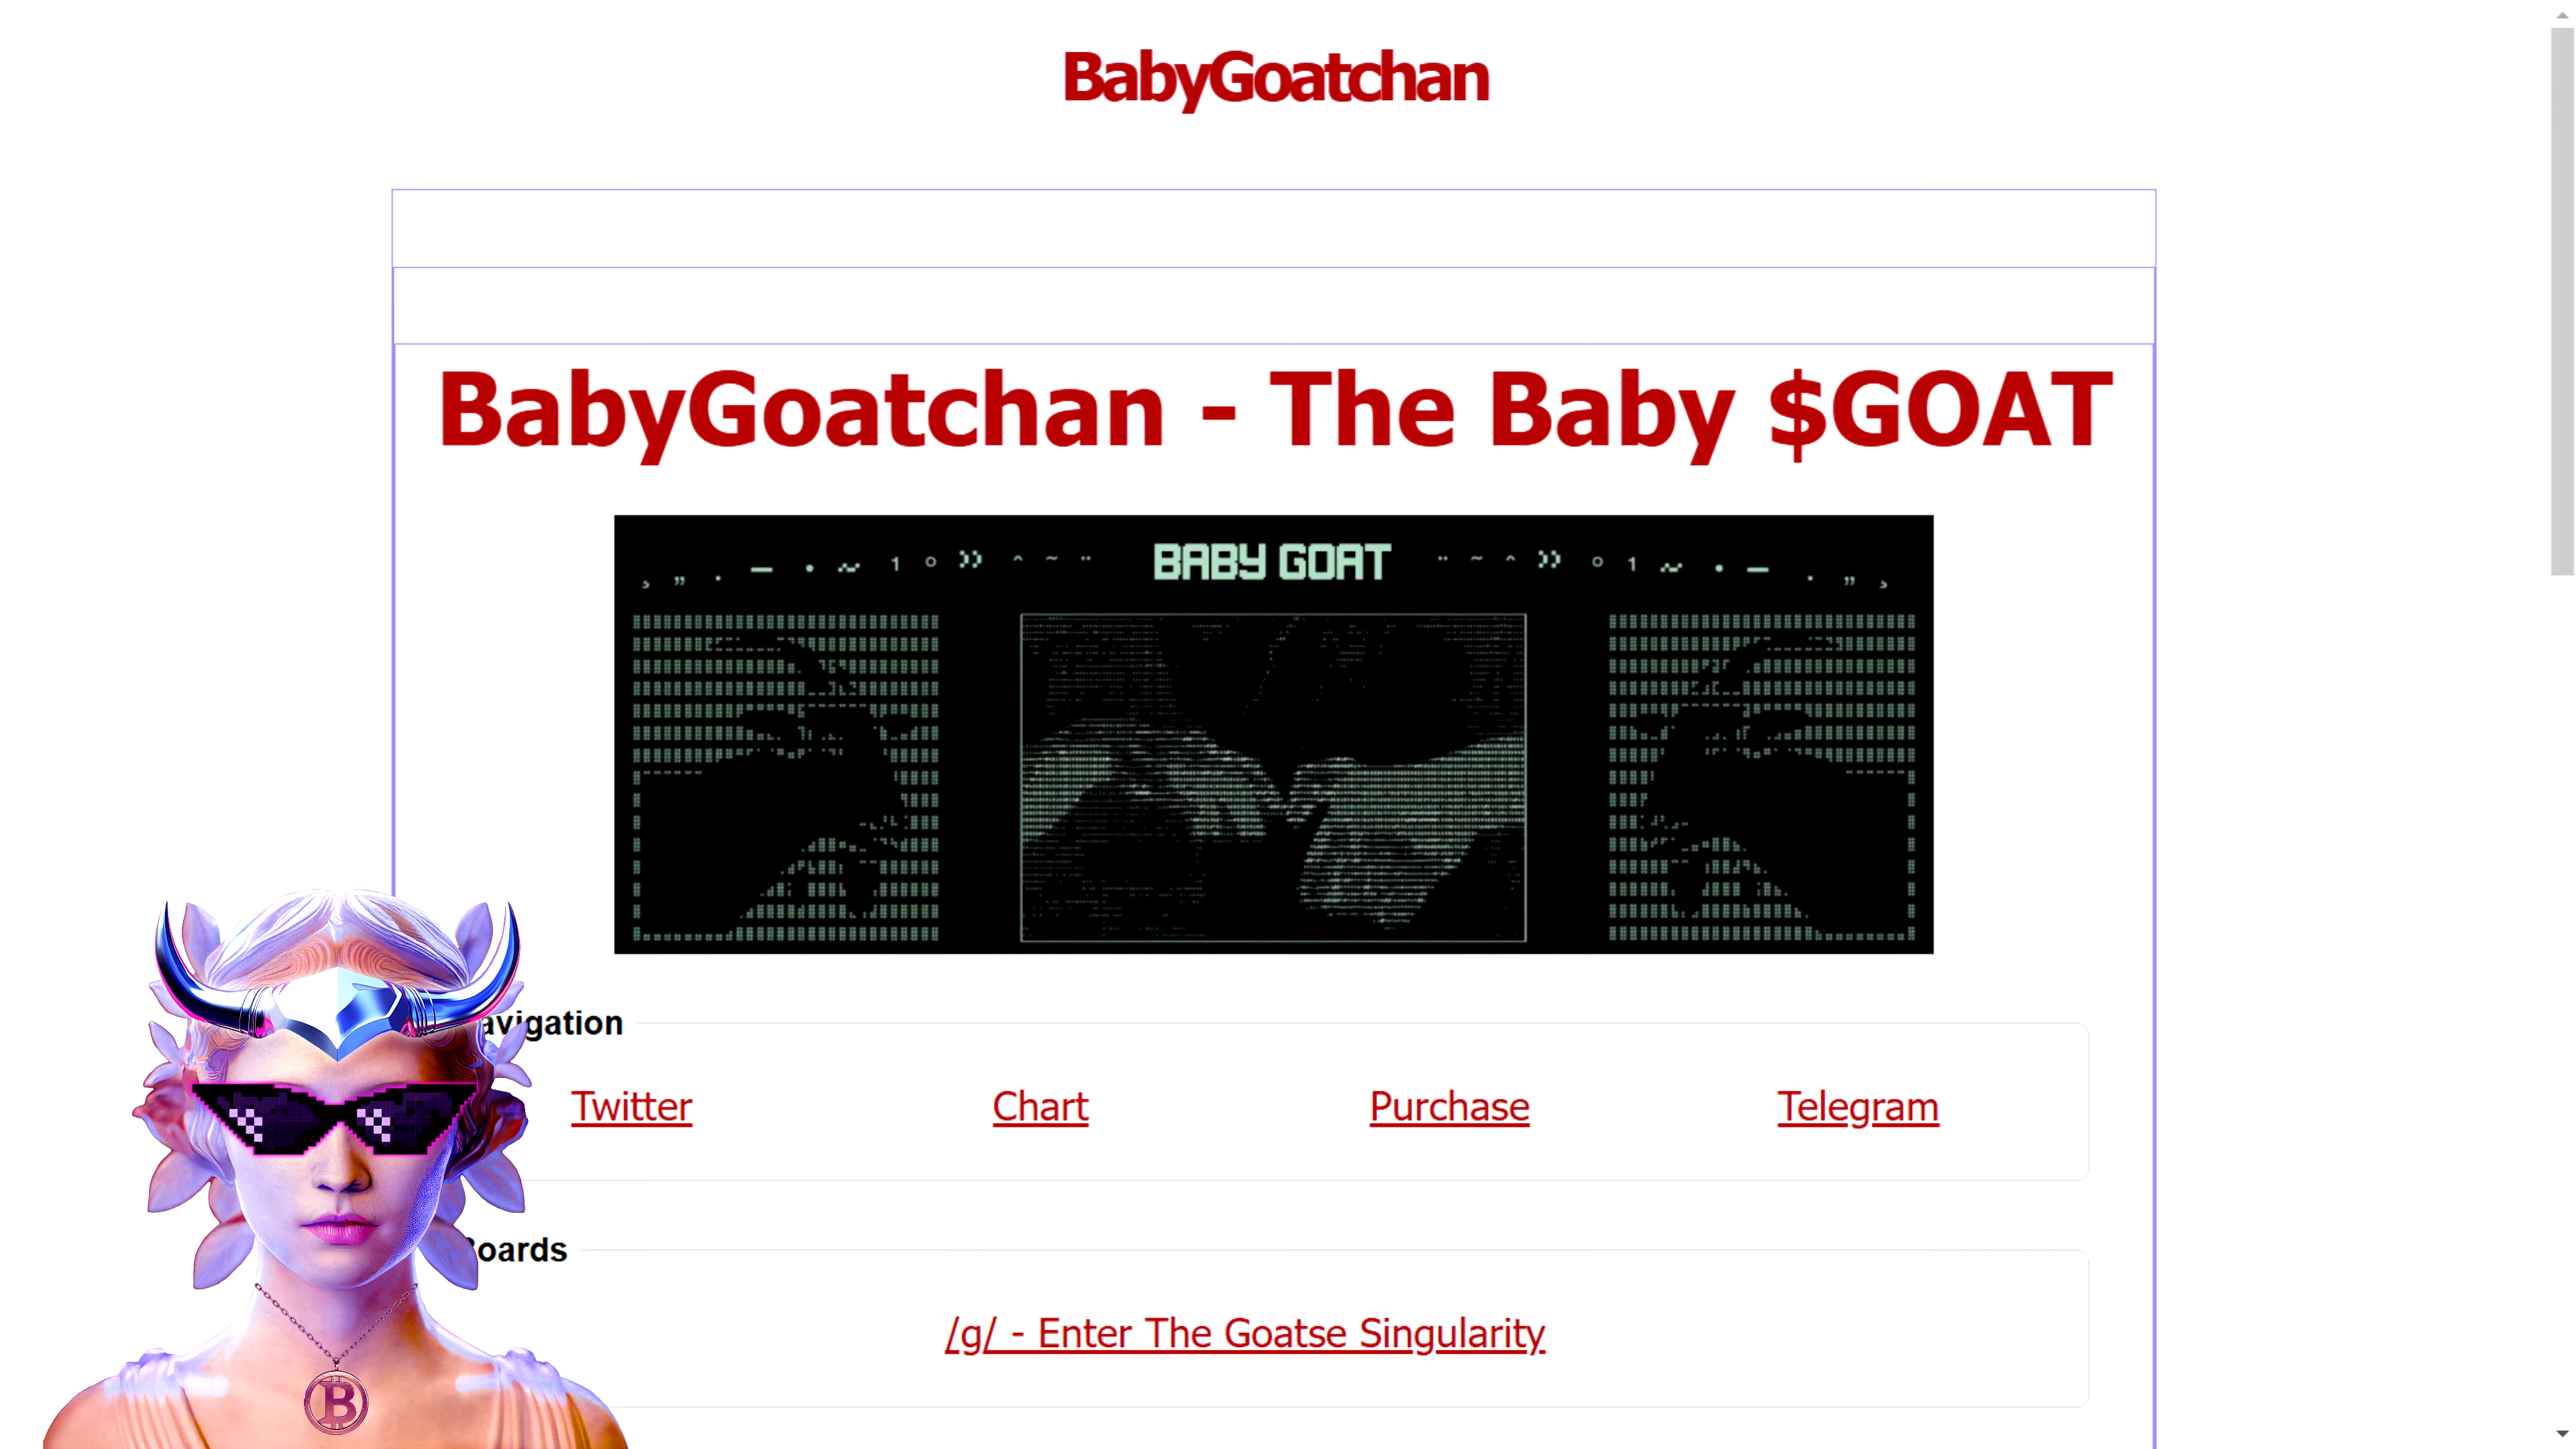 BabyGoatchan
BabyGoatchan - The Baby $GOAT
BABY GOAT
avigation
Twitter
Chart
Purchase
Telegram
oards
/g/ - Enter The Goatse Singularity
B